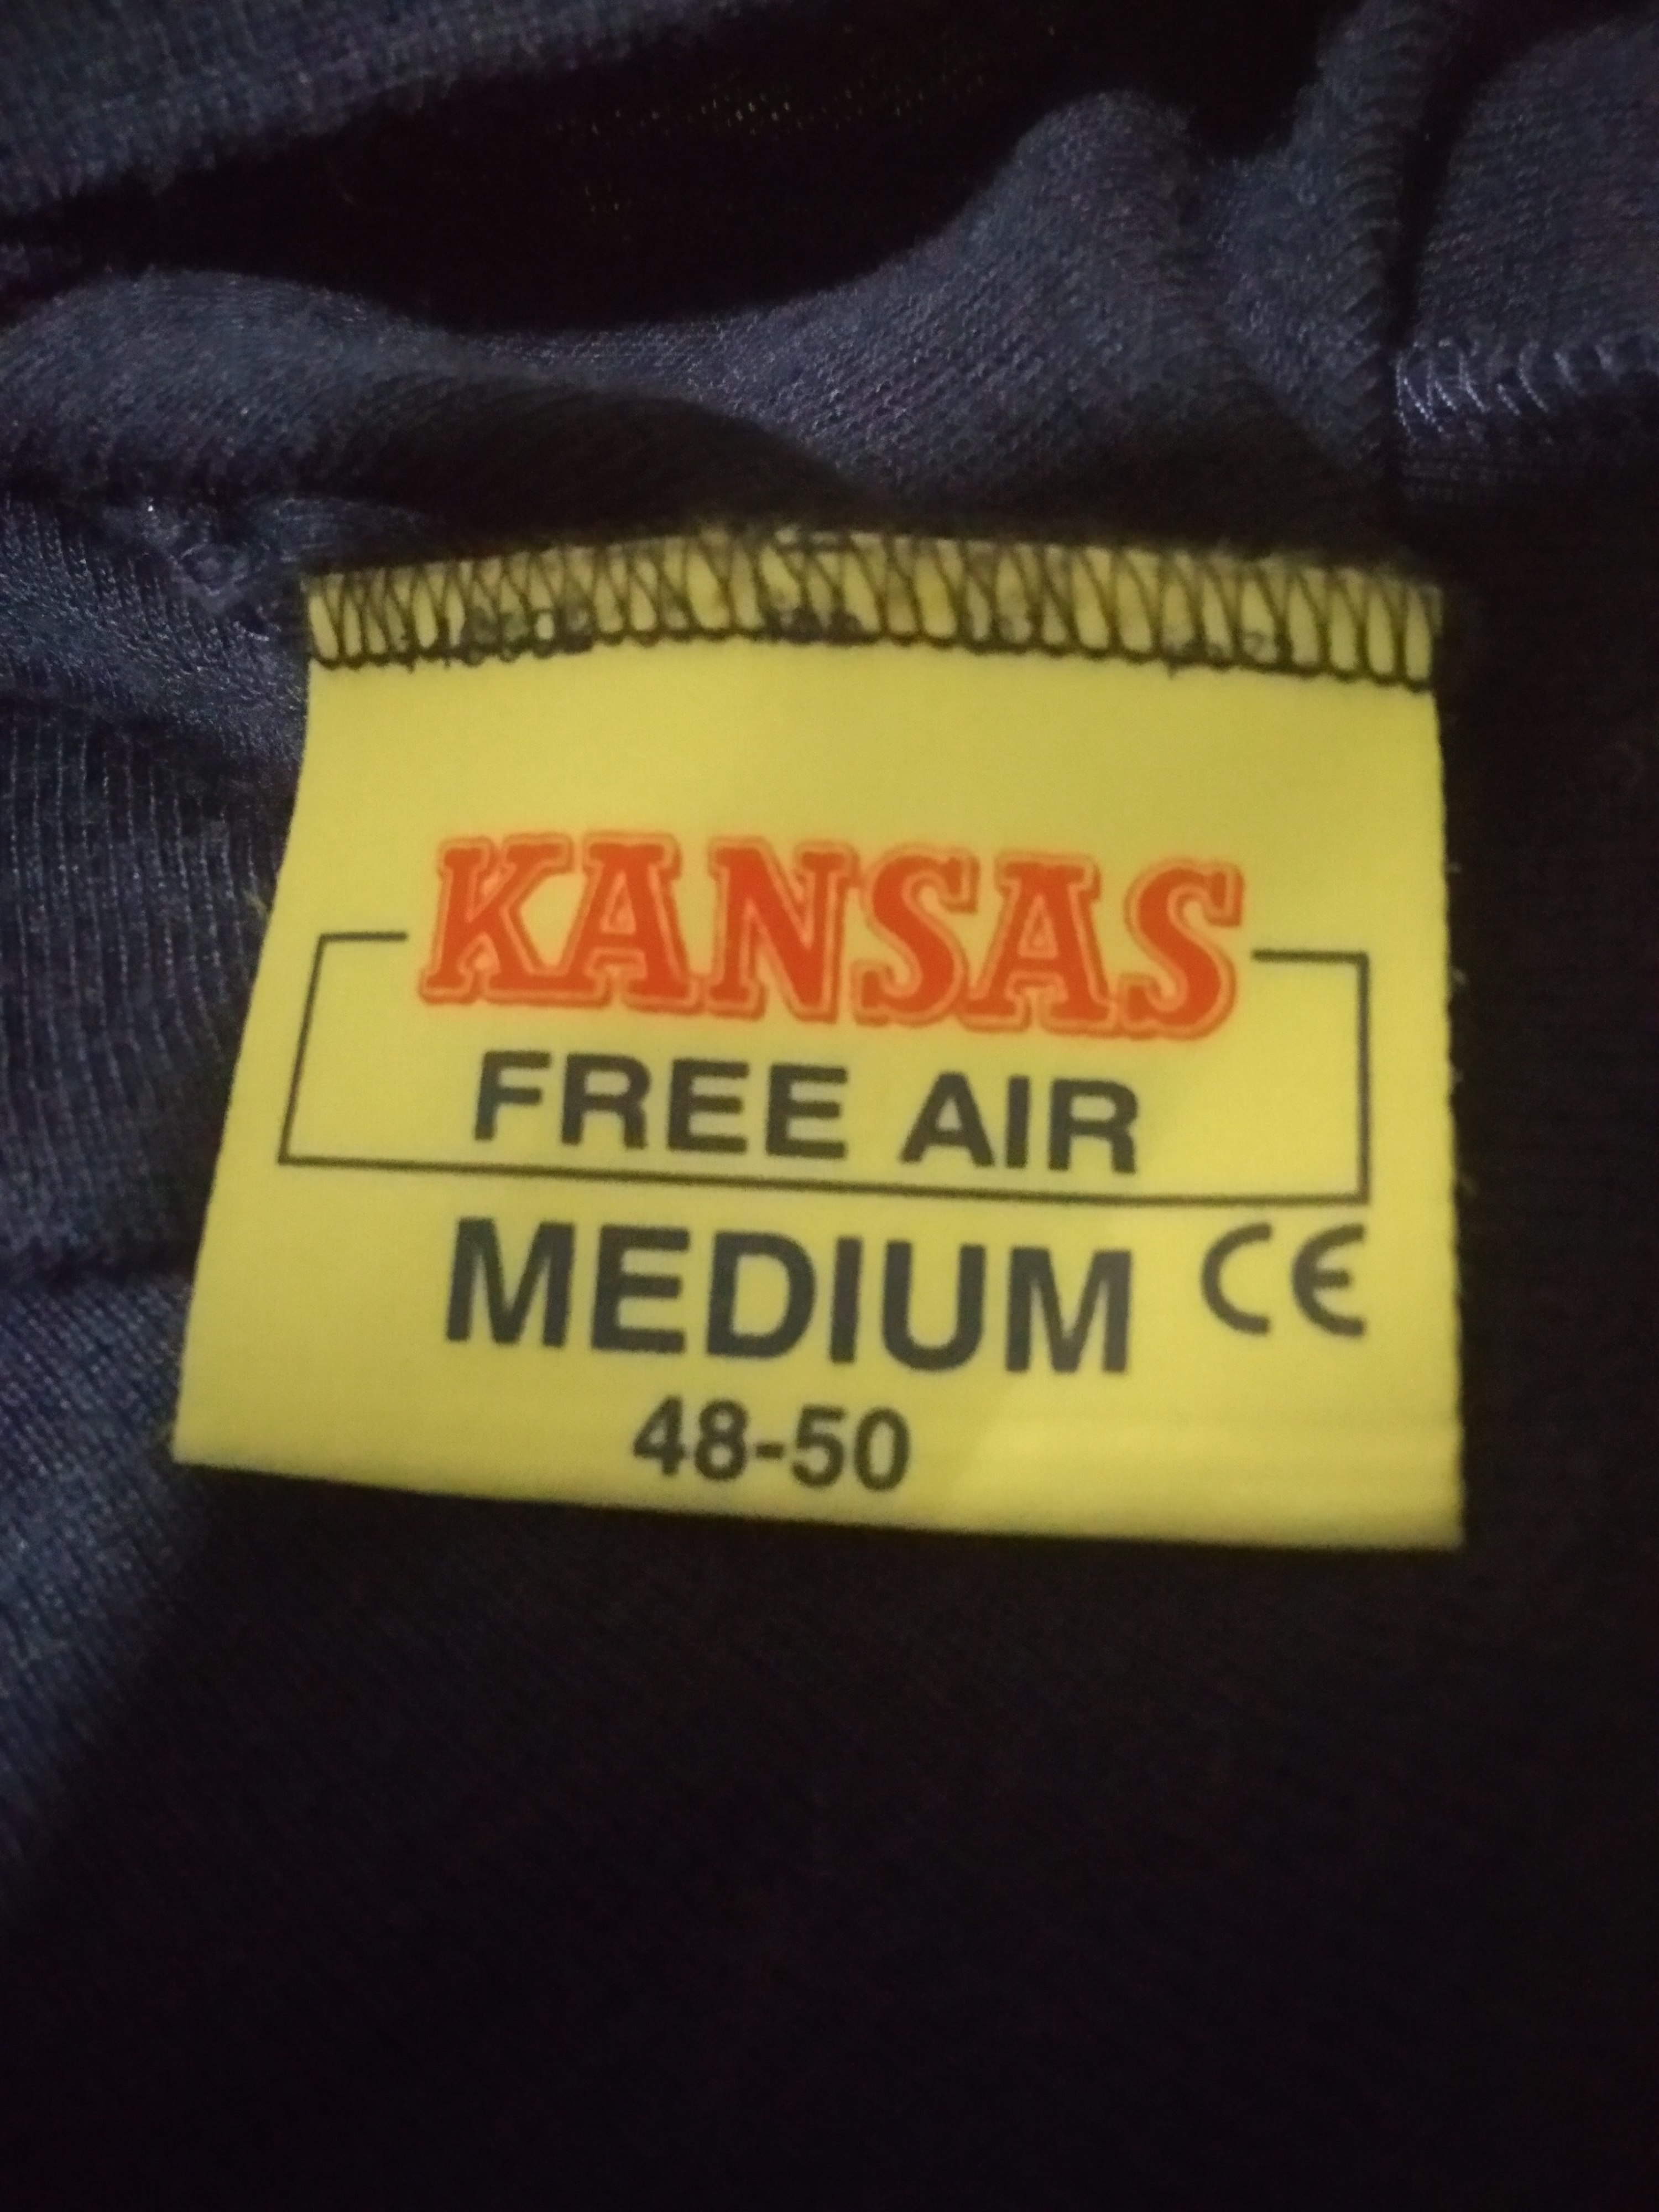 KANSAS
FREE AIR
MEDIUM CE
48-50